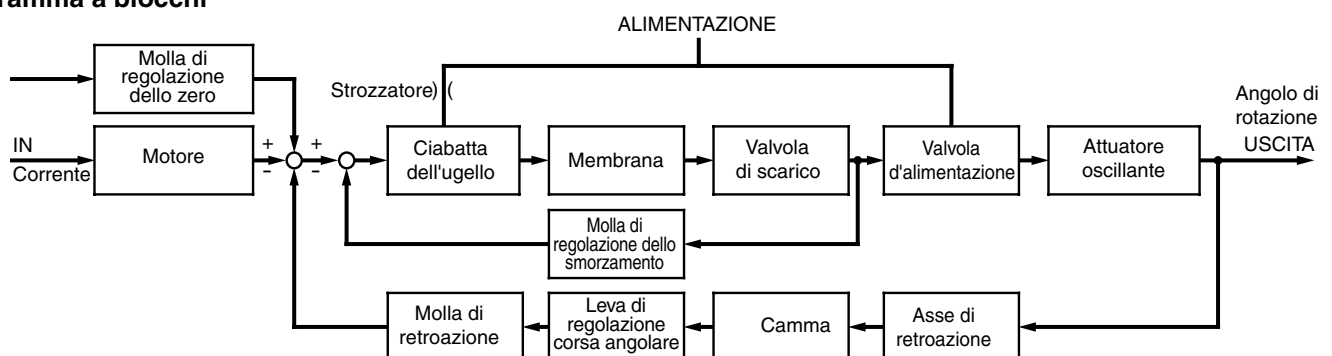 ramma a blocchi
ALIMENTAZIONE
Molla di
regolazione
dello zero
Strozzatore) (
Angolo di
rotazione
USCITA
IN
Corrente
Motore
+
-
+
-
Ciabatta
dell'ugello
Membrana
Valvola
di scarico
Valvola
d'alimentazione
Attuatore
oscillante
Molla di
regolazione dello
smorzamento
Molla di
retroazione
Leva di
regolazione
corsa angolare
Camma
Asse di
retroazione